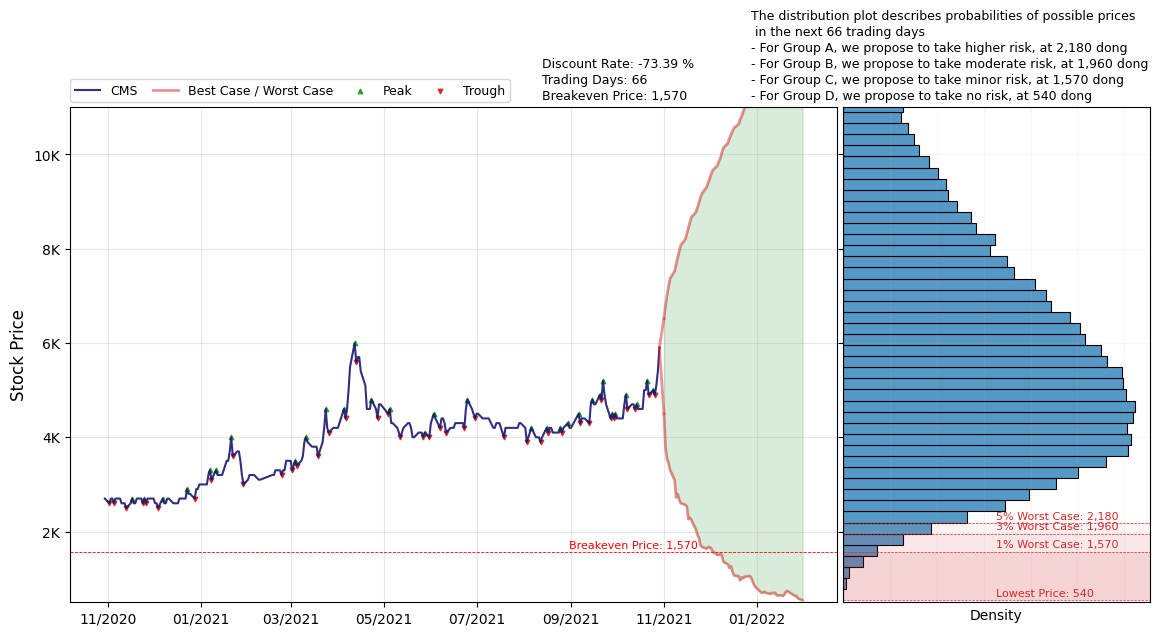 The distribution plot describes probabilities of possible prices
in the next 66 trading days
- For Group A, we propose to take higher risk, at 2,180 dong
- For Group B, we propose to take moderate risk, at 1,960 dong
- For Group C, we propose to take minor risk, at 1,570 dong
- For Group D, we propose to take no risk, at 540 dong
Discount Rate: -73.39 %
Trading Days: 66
Breakeven Price: 1,570
CMS
Best Case / Worst Case
Peak
Trough
Stock Price
10K
8K
6K
4K
2K
Breakeven Price: 1,570
5% Worst Case: 2,180
3% Worst Case: 1,960
1% Worst Case: 1,570
Lowest Price: 540
11/2020
01/2021
03/2021
05/2021
07/2021
09/2021
11/2021
01/2022
Density